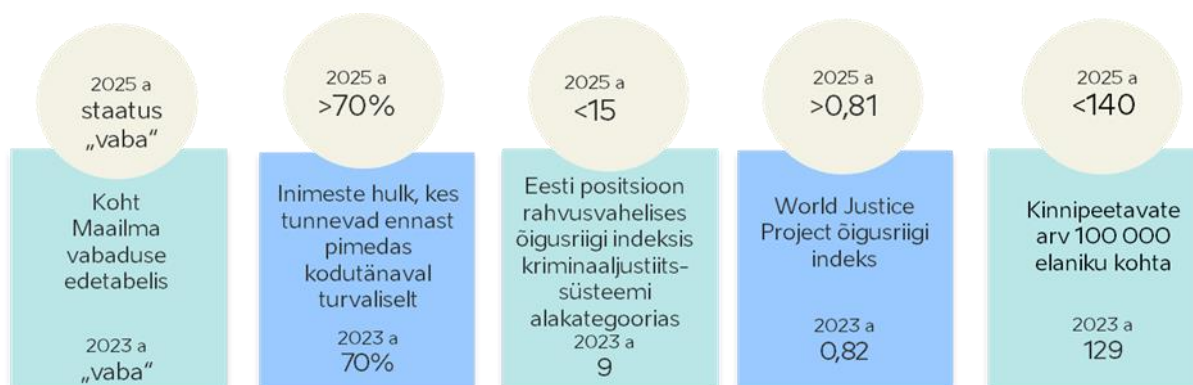 2025 a
staatus
„vaba“
Koht
Maailma
vabaduse
edetabelis
2023 a
„vaba“
2025 a
>70%
Inimeste hulk, kes
tunnevad ennast
pimedas
kodutänaval
turvaliselt
2023 a
70%
2025 a
<15
Eesti positsioon
rahvusvahelises
õigusriigi indeksis
kriminaaljustiits-
süsteemi
alakategoorias
2023 a
9
2025 a
>0,81
World Justice
Project õigusriigi
indeks
2023 a
0,82
2025 a
<140
Kinnipeetavate
arv 100 000
elaniku kohta
2023 a
129